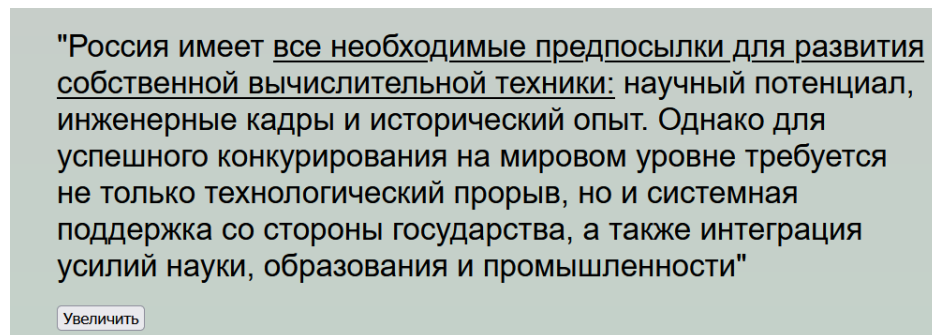 "Россия имеет все необходимые предпосылки для развития
собственной вычислительной техники: научный потенциал,
инженерные кадры и исторический опыт. Однако для
успешного конкурирования на мировом уровне требуется
не только технологический прорыв, но и системная
поддержка со стороны государства, а также интеграция
усилий науки, образования и промышленности"
Увеличить